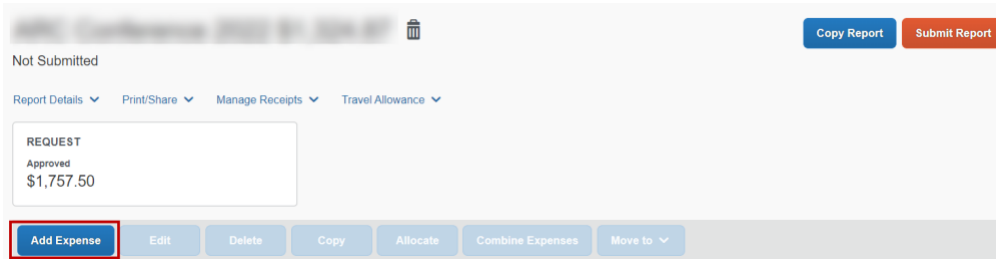 Copy Report Submit Report
Not Submitted
Report Details Print/Share Manage Receipts Travel Allowance
REQUEST
Approved
$1,757.50
Add Expense Edit Delete Copy Allocate Combine Expenses Move to